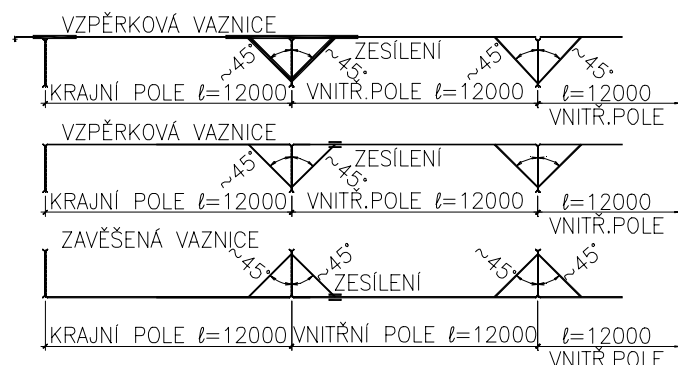 VZPĚRKOVÁ VAZNICE
~45° ~45° ZESÍLENÍ ~45° ~45°
KRAJNÍ POLE ℓ=12000 VNITŘ.POLE ℓ=12000 ℓ=12000
VNITŘ.POLE
VZPĚRKOVÁ VAZNICE
~45° ~45° ZESÍLENÍ ~45° ~45°
KRAJNÍ POLE ℓ=12000 VNITŘ.POLE ℓ=12000 ℓ=12000
VNITŘ.POLE
ZAVĚŠENÁ VAZNICE
~45° ~45° ZESÍLENÍ ~45° ~45°
KRAJNÍ POLE ℓ=12000 VNITŘNÍ POLE ℓ=12000 ℓ=12000
VNITŘ.POLE